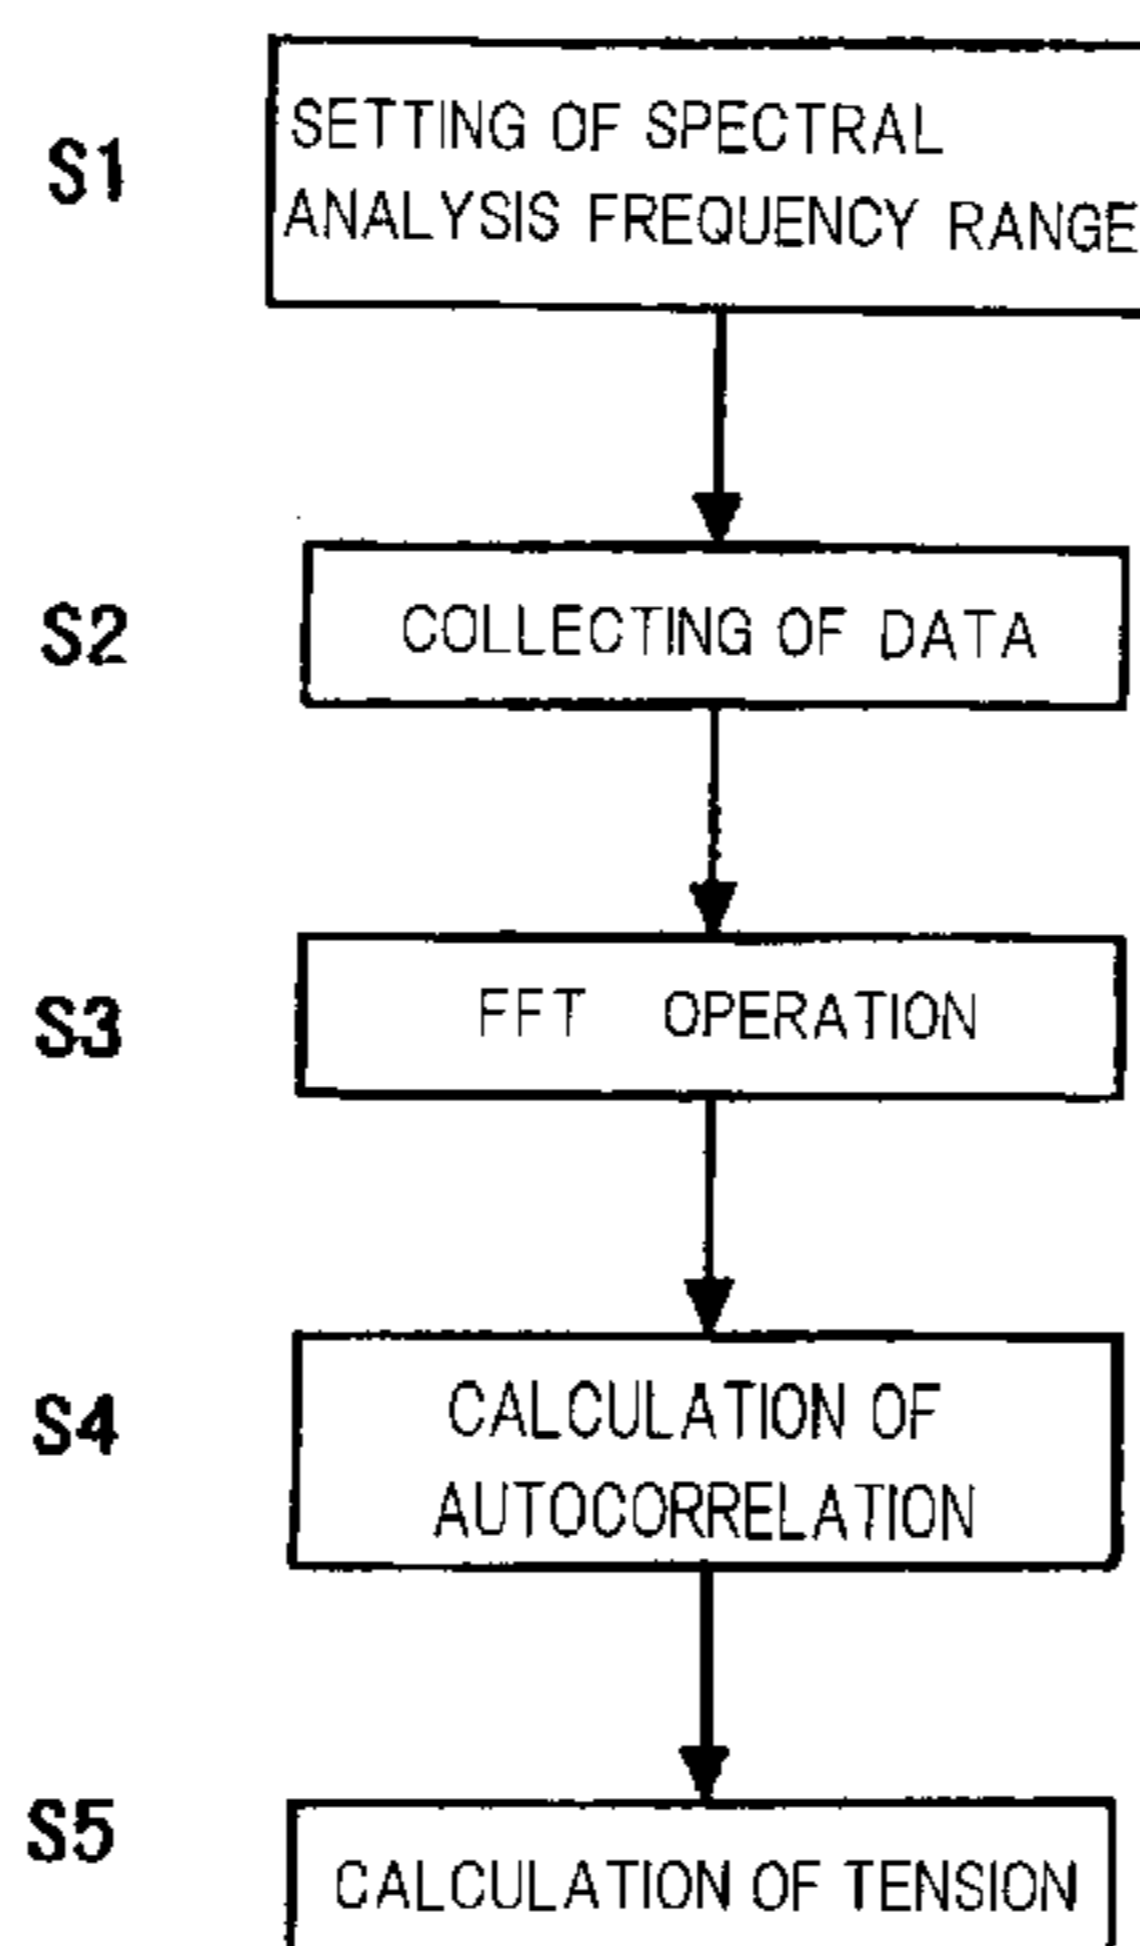 S1
SETTING OF SPECTRAL
ANALYSIS FREQUENCY RANGE
S2
COLLECTING OF DATA
S3
FFT OPERATION
S4
CALCULATION OF
AUTOCORRELATION
S5
CALCULATION OF TENSION